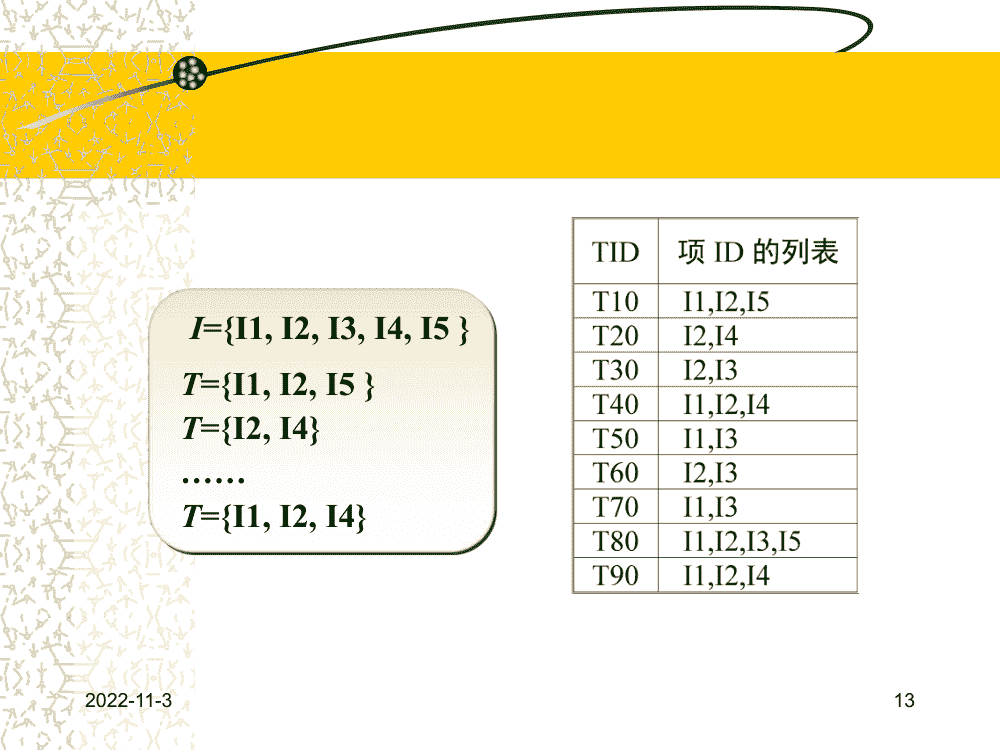 I={I1, I2, I3, I4, I5 }
T={I1, I2, I5 }
T={I2, I4}
……
T={I1, I2, I4}
TID 项 ID 的列表
T10 I1,I2,I5
T20 I2,I4
T30 I2,I3
T40 I1,I2,I4
T50 I1,I3
T60 I2,I3
T70 I1,I3
T80 I1,I2,I3,I5
T90 I1,I2,I4
2022-11-3
13